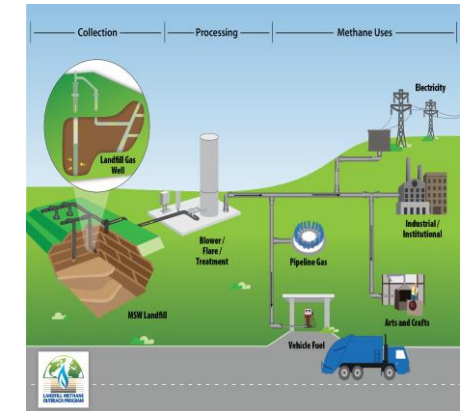 Collection
Processing
Methane Uses
Electricity
Landfill Gas
Well
Industrial /
Institutional
Blower /
Flare /
Treatment
Pipeline Gas
MSW Landfill
Arts and Crafts
Vehicle Fuel
LANDFILL METHANE
OUTREACH PROGRAM